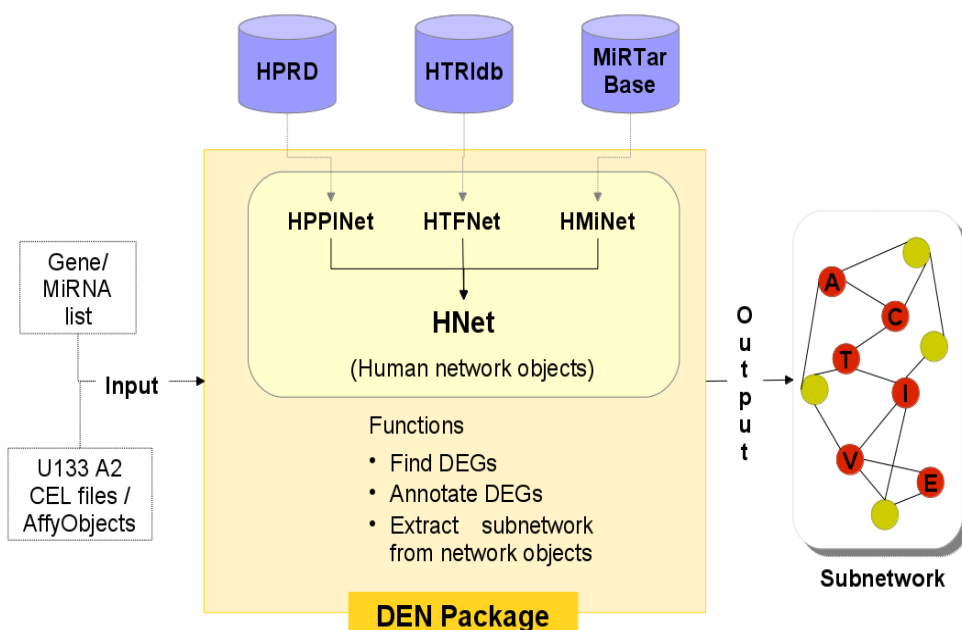 HPRD
HTRIdb
MiRTar
Base
HPPINet
HTFNet
HMiNet
HNet
(Human network objects)
Gene/
MiRNA
list
Input
U133 A2
CEL files /
AffyObjects
Functions
• Find DEGs
• Annotate DEGs
• Extract subnetwork
from network objects
DEN Package
Output
A
C
T
I
V
E
Subnetwork